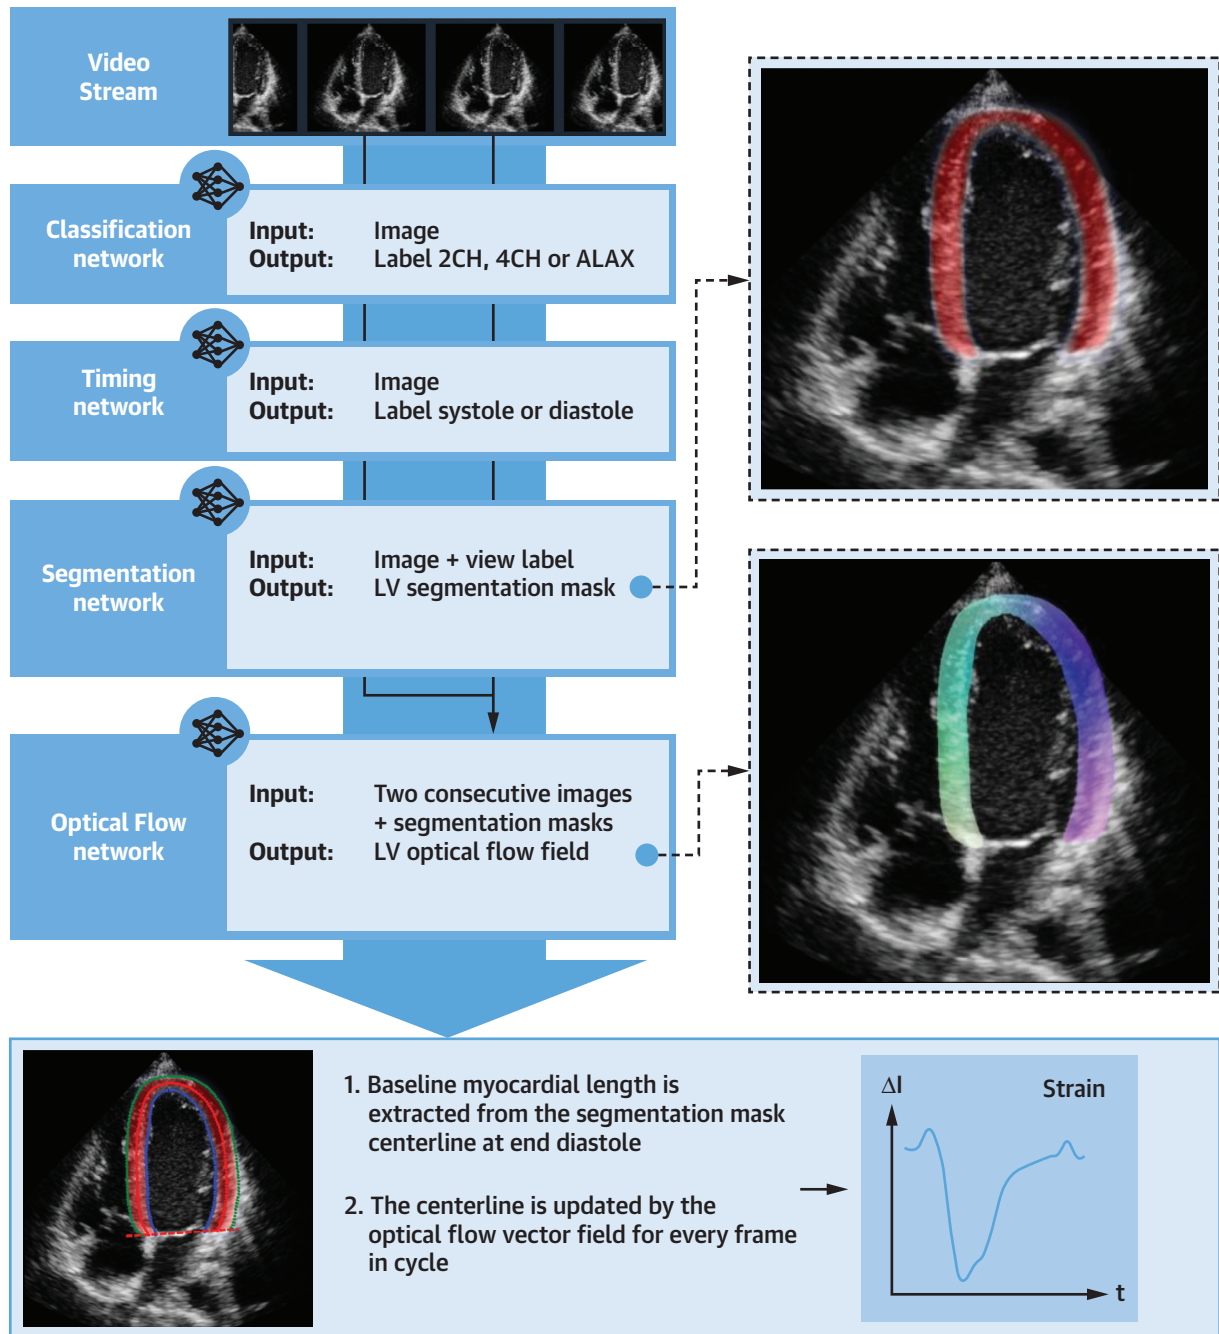 Video
Stream
Classification
network
Input: Image
Output: Label 2CH, 4CH or ALAX
Timing
network
Input: Image
Output: Label systole or diastole
Segmentation
network
Input: Image + view label
Output: LV segmentation mask
Optical Flow
network
Input: Two consecutive images
+ segmentation masks
Output: LV optical flow field
1. Baseline myocardial length is
extracted from the segmentation mask
centerline at end diastole
2. The centerline is updated by the
optical flow vector field for every frame
in cycle
Δl
Strain
t